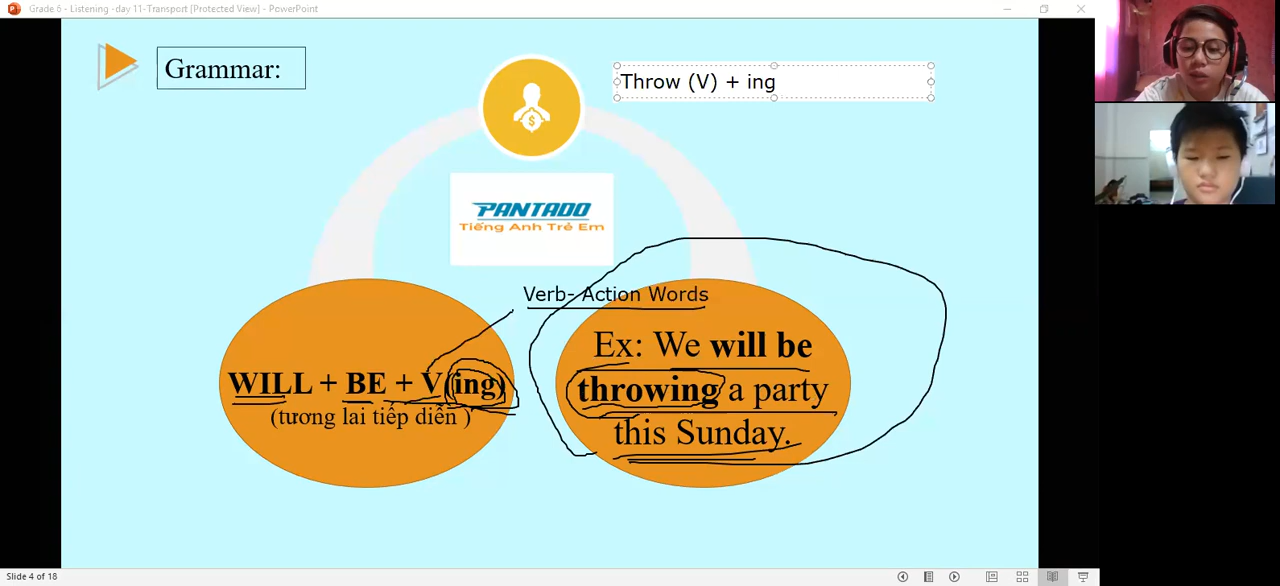 Grade 6 - Listening -day 11-Transport [Protected View] - PowerPoint
Grammar:
Throw (V) + ing
PANTADO
Tiếng Anh Trẻ Em
Verb- Action Words
WILL + BE + V(ing)
(tương lai tiếp diễn )
Ex: We will be
throwing a party
this Sunday.
Slide 4 of 18